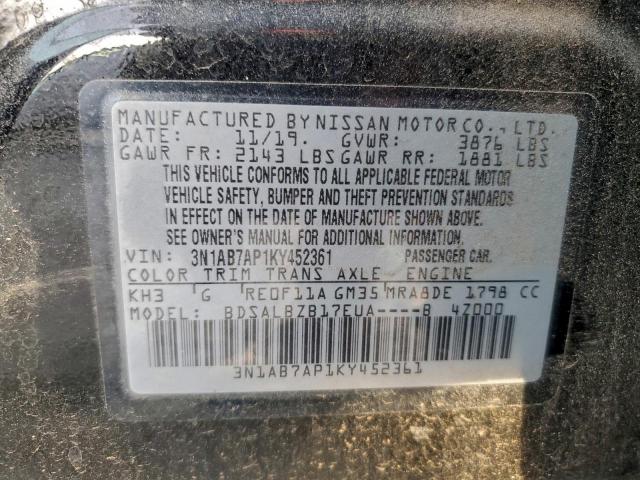 MANUFACTURED BY NISSAN MOTOR CO., LTD.
DATE: 11/19. GVWR: 3876 LBS
GAWR FR: 2143 LBS GAWR RR: 1881 LBS
THIS VEHICLE CONFORMS TO ALL APPLICABLE FEDERAL MOTOR
VEHICLE SAFETY, BUMPER AND THEFT PREVENTION STANDARDS
IN EFFECT ON THE DATE OF MANUFACTURE SHOWN ABOVE.
SEE OWNER'S MANUAL FOR ADDITIONAL INFORMATION.
VIN: 3N1AB7AP1KY452361 PASSENGER CAR.
COLOR TRIM TRANS AXLE ENGINE
KH3 G RE0F11A GM35 MRA8DE 1798 CC
MODEL: BDSALBZB17EUA----B 4Z000
3N1AB7AP1KY452361